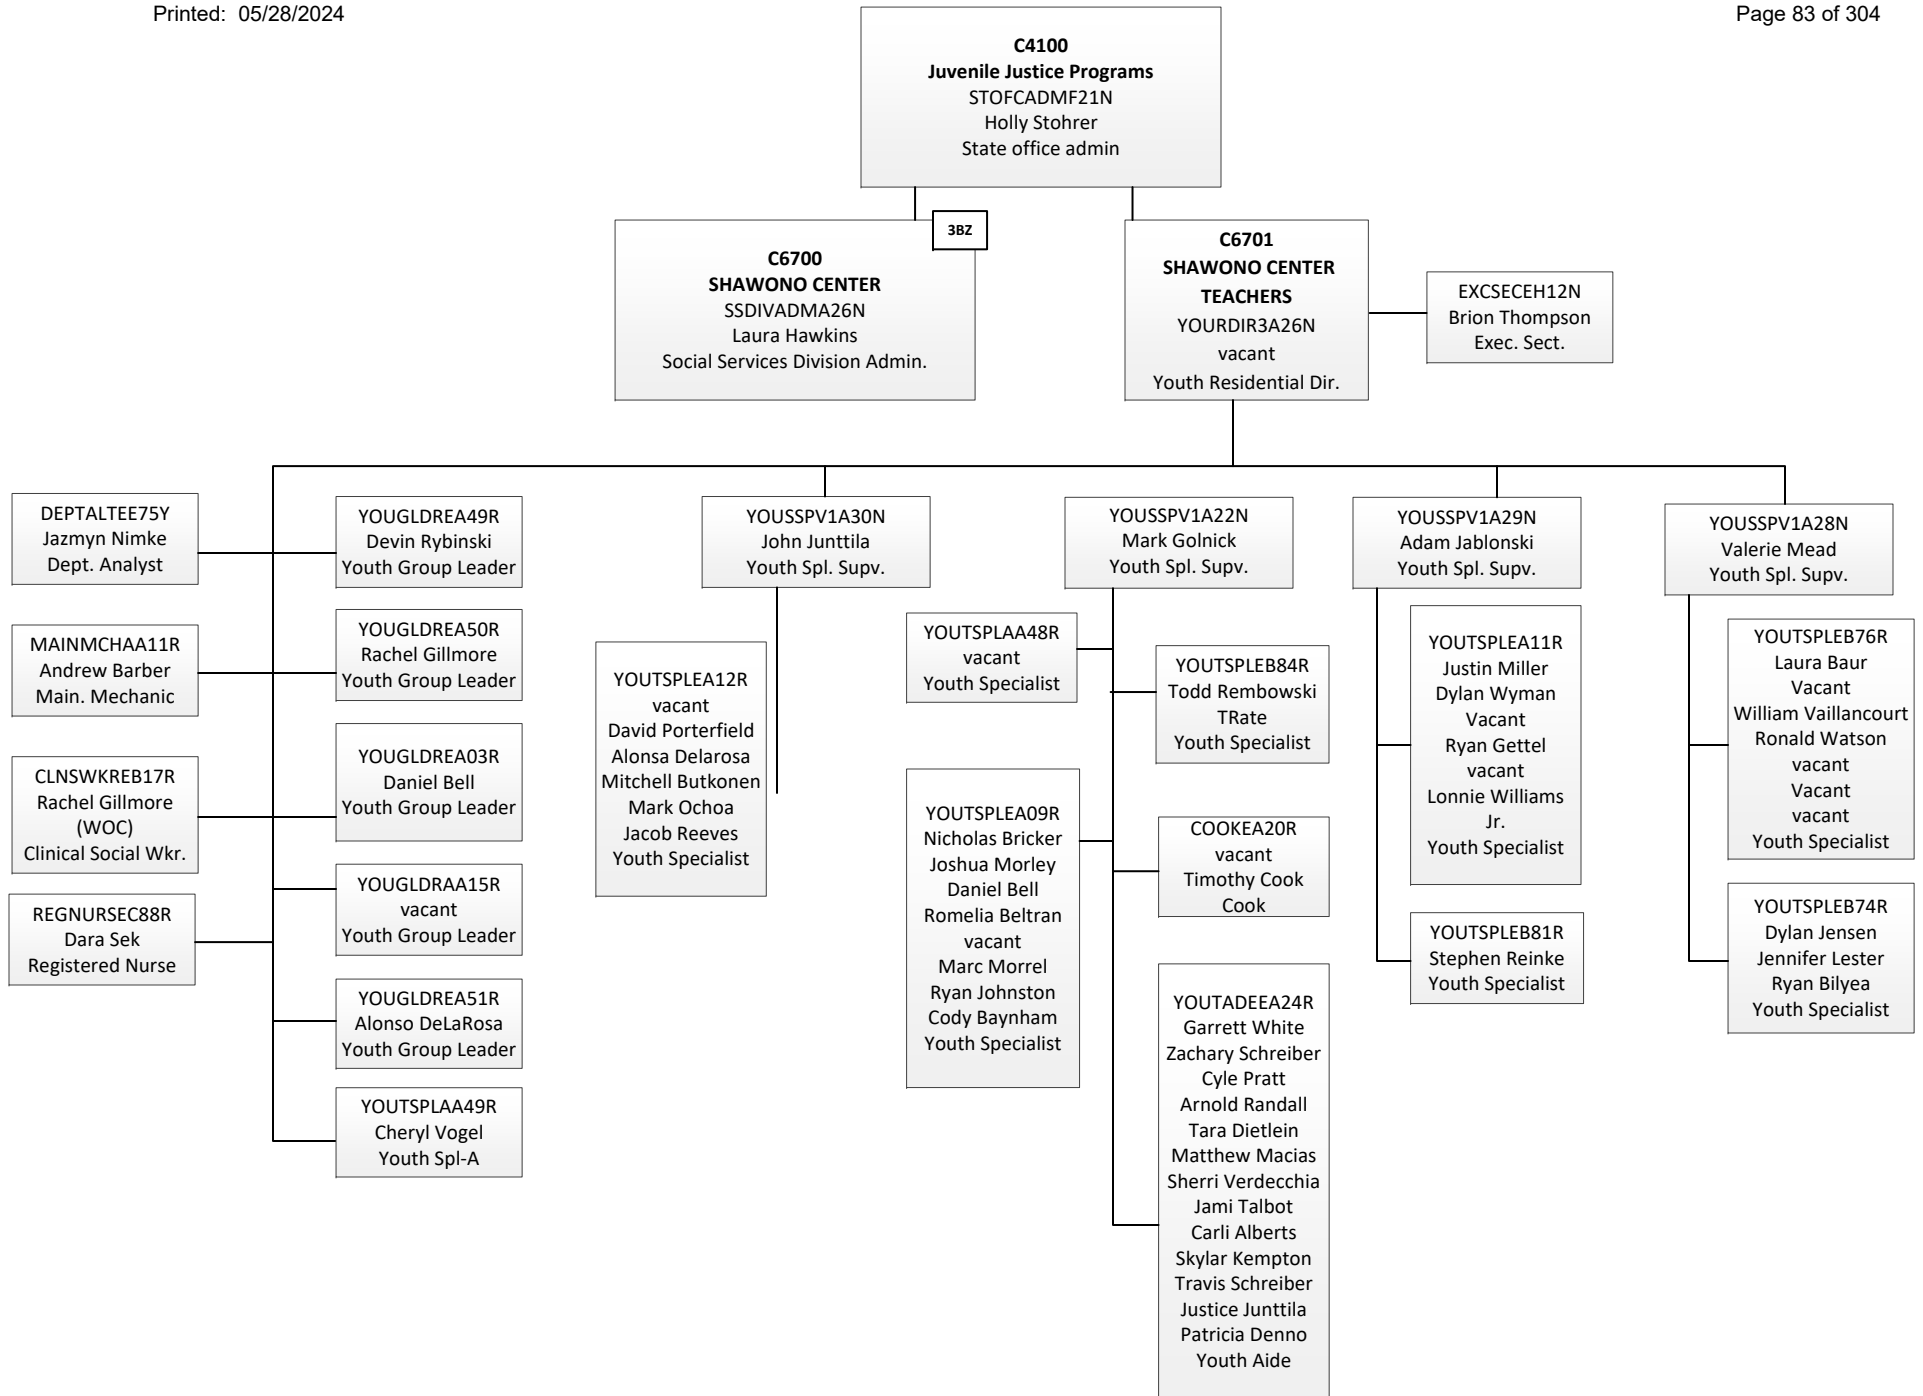 Printed: 05/28/2024
Page 83 of 304
C4100
Juvenile Justice Programs
STOFCADMF21N
Holly Stohrer
State office admin
3BZ
C6700
SHAWONO CENTER
SSDIVADMA26N
Laura Hawkins
Social Services Division Admin.
C6701
SHAWONO CENTER
TEACHERS
YOURDIR3A26N
vacant
Youth Residential Dir.
EXCSECEH12N
Brion Thompson
Exec. Sect.
DEPTALTEE75Y
Jazmyn Nimke
Dept. Analyst
MAINMCHAA11R
Andrew Barber
Main. Mechanic
CLNSWKREB17R
Rachel Gillmore
(WOC)
Clinical Social Wkr.
REGNURSEC88R
Dara Sek
Registered Nurse
YOUGLDREA49R
Devin Rybinski
Youth Group Leader
YOUGLDREA50R
Rachel Gillmore
Youth Group Leader
YOUGLDREA03R
Daniel Bell
Youth Group Leader
YOUGLDRAA15R
vacant
Youth Group Leader
YOUGLDREA51R
Alonso DeLaRosa
Youth Group Leader
YOUTSPLAA49R
Cheryl Vogel
Youth Spl-A
YOUSSPV1A30N
John Junttila
Youth Spl. Supv.
YOUTSPLEA12R
vacant
David Porterfield
Alonsa Delarosa
Mitchell Butkonen
Mark Ochoa
Jacob Reeves
Youth Specialist
YOUSSPV1A22N
Mark Golnick
Youth Spl. Supv.
YOUTSPLAA48R
vacant
Youth Specialist
YOUTSPLEA09R
Nicholas Bricker
Joshua Morley
Daniel Bell
Romelia Beltran
vacant
Marc Morrel
Ryan Johnston
Cody Baynham
Youth Specialist
YOUTSPLEB84R
Todd Rembowski
TRate
Youth Specialist
COOKEA20R
vacant
Timothy Cook
Cook
YOUTADEEA24R
Garrett White
Zachary Schreiber
Cyle Pratt
Arnold Randall
Tara Dietlein
Matthew Macias
Sherri Verdecchia
Jami Talbot
Carli Alberts
Skylar Kempton
Travis Schreiber
Justice Junttila
Patricia Denno
Youth Aide
YOUSSPV1A29N
Adam Jablonski
Youth Spl. Supv.
YOUTSPLEA11R
Justin Miller
Dylan Wyman
Vacant
Ryan Gettel
vacant
Lonnie Williams
Jr.
Youth Specialist
YOUTSPLEB81R
Stephen Reinke
Youth Specialist
YOUSSPV1A28N
Valerie Mead
Youth Spl. Supv.
YOUTSPLEB76R
Laura Baur
Vacant
William Vaillancourt
Ronald Watson
vacant
Vacant
vacant
Youth Specialist
YOUTSPLEB74R
Dylan Jensen
Jennifer Lester
Ryan Bilyea
Youth Specialist